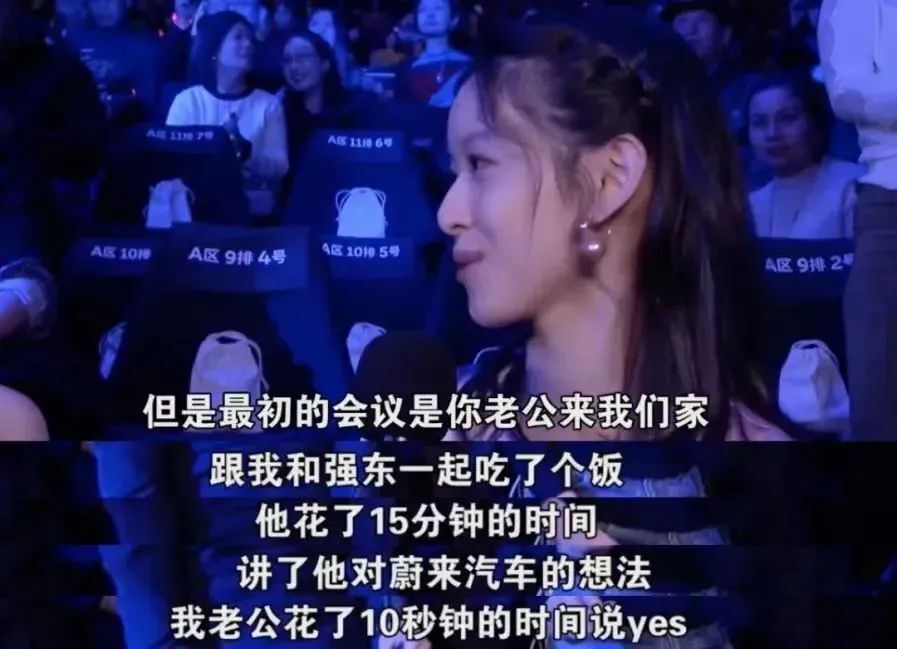 A区 11排 7号
A区 11排 6号
A区 10排
A区 9排 4号
A区 10排 5号
A区 9排 2号
但是最初的会议是你老公来我们家
跟我和强东一起吃了个饭
他花了15分钟的时间
讲了他对蔚来汽车的想法
我老公花了10秒钟的时间说yes